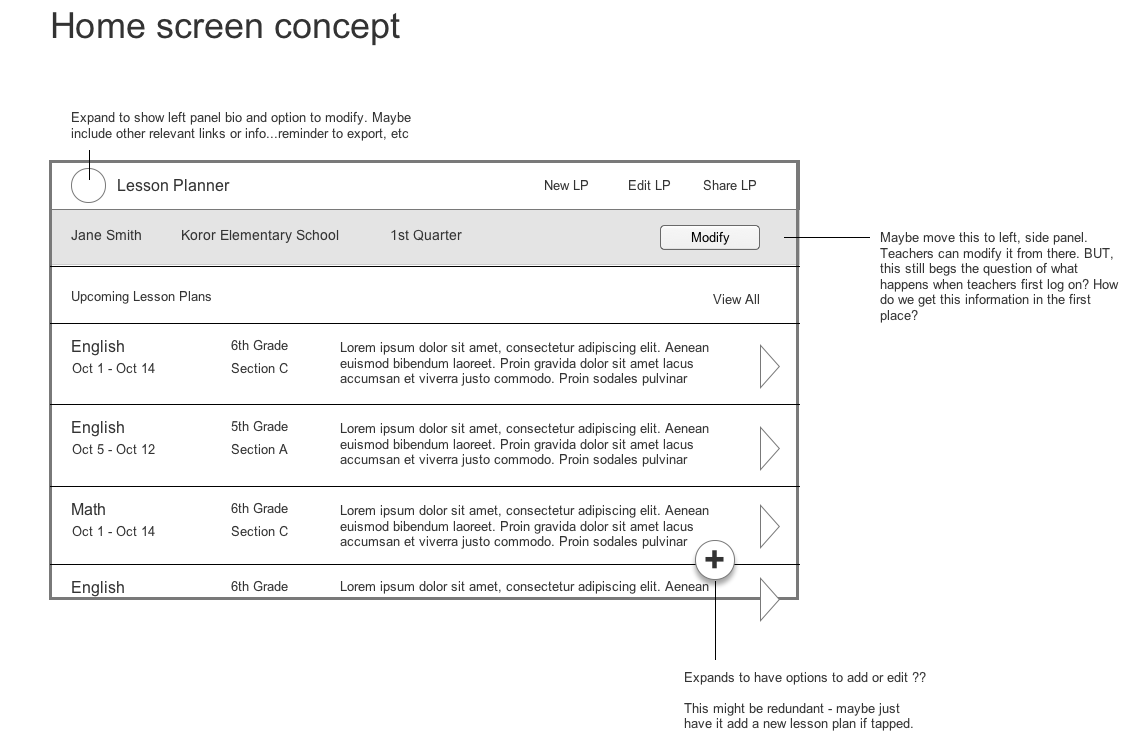 Home screen concept
Expand to show left panel bio and option to modify. Maybe
include other relevant links or info...reminder to export, etc
Lesson Planner
New LP
Edit LP
Share LP
Jane Smith
Koror Elementary School
1st Quarter
Modify
Maybe move this to left, side panel.
Teachers can modify it from there. BUT,
this still begs the question of what
happens when teachers first log on? How
do we get this information in the first
place?
Upcoming Lesson Plans
View All
English
6th Grade
Oct 1 - Oct 14
Section C
Lorem ipsum dolor sit amet, consectetur adipiscing elit. Aenean
euismod bibendum laoreet. Proin gravida dolor sit amet lacus
accumsan et viverra justo commodo. Proin sodales pulvinar
English
5th Grade
Oct 5 - Oct 12
Section A
Lorem ipsum dolor sit amet, consectetur adipiscing elit. Aenean
euismod bibendum laoreet. Proin gravida dolor sit amet lacus
accumsan et viverra justo commodo. Proin sodales pulvinar
Math
6th Grade
Oct 1 - Oct 14
Section C
Lorem ipsum dolor sit amet, consectetur adipiscing elit. Aenean
euismod bibendum laoreet. Proin gravida dolor sit amet lacus
accumsan et viverra justo commodo. Proin sodales pulvinar
English
6th Grade
Lorem ipsum dolor sit amet, consectetur adipiscing elit. Aenean
Expands to have options to add or edit ??
This might be redundant - maybe just
have it add a new lesson plan if tapped.